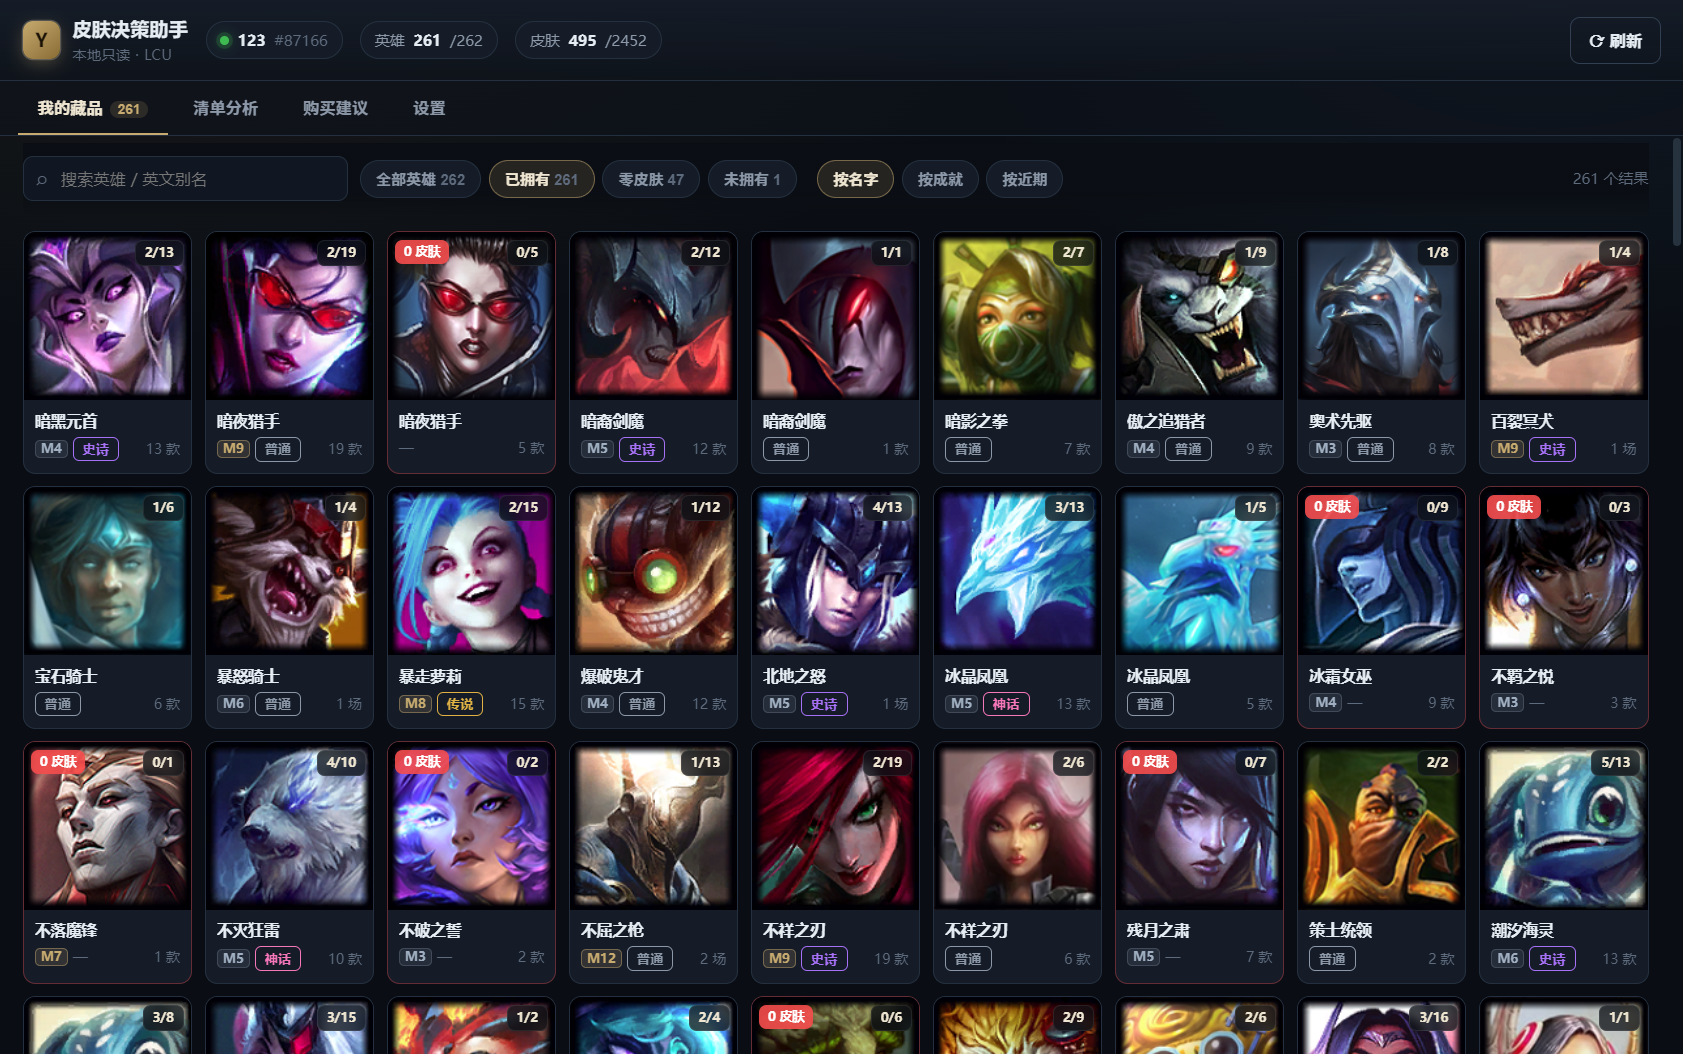 Y
皮肤决策助手
本地只读 · LCU
123 #87166
英雄 261 /262
皮肤 495 /2452
刷新
我的藏品 261
清单分析
购买建议
设置
搜索英雄 / 英文别名
全部英雄 262
已拥有 261
零皮肤 47
未拥有 1
按名字
按成就
按近期
261 个结果
2/13
2/19
0 皮肤 0/5
2/12
1/1
2/7
1/9
1/8
1/4
暗黑元首
暗夜猎手
暗夜猎手
暗裔剑魔
暗裔剑魔
暗影之拳
傲之追猎者
奥术先驱
百裂冥犬
M4 史诗 13 款
M9 普通 19 款
— 5 款
M5 史诗 12 款
普通 1 款
普通 7 款
M4 普通 9 款
M3 普通 8 款
M9 史诗 1 场
1/6
1/4
2/15
1/12
4/13
3/13
1/5
0 皮肤 0/9
0 皮肤 0/3
宝石骑士
暴怒骑士
暴走萝莉
爆破鬼才
北地之怒
冰晶凤凰
冰晶凤凰
冰霜女巫
不羁之悦
普通 6 款
M6 普通 1 场
M8 传说 15 款
M4 普通 12 款
M5 史诗 1 场
M5 神话 13 款
普通 5 款
M4 — 9 款
M3 — 3 款
0 皮肤 0/1
4/10
0 皮肤 0/2
1/13
2/19
2/6
0 皮肤 0/7
2/2
5/13
不落魔锋
不灭狂雷
不破之誓
不屈之枪
不祥之刃
不祥之刃
残月之肃
策士统领
潮汐海灵
M7 — 1 款
M5 神话 10 款
M3 — 2 款
M12 普通 2 场
M9 史诗 19 款
普通 6 款
M5 — 7 款
普通 2 款
M6 史诗 13 款
3/8
3/15
1/2
2/4
0 皮肤 0/6
2/9
2/6
3/16
1/1